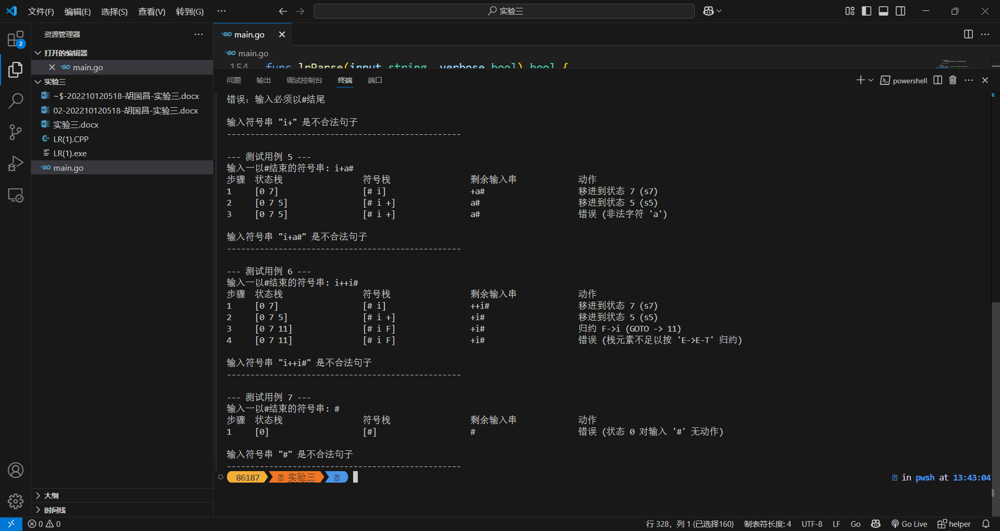 文件(F) 编辑(E) 选择(S) 查看(V) 转到(G) ··· 实验三
资源管理器 ···
打开的编辑器
main.go
实验三
~$-202210120518-胡国昌-实验三.docx
02-202210120518-胡国昌-实验三.docx
实验三.docx
LR(1).CPP
LR(1).exe
main.go
大纲
时间线
2
main.go
main.go
154 func lrParse(input string, verbose bool) bool {
问题 输出 调试控制台 终端 端口 powershell
错误: 输入必须以#结尾
输入符号串 "i+" 是不合法句子
--------------------------------------------------
--- 测试用例 5 ---
输入一以#结束的符号串: i+a#
步骤 状态栈 符号栈 剩余输入串 动作
1 [0 7] [# i] +a# 移进到状态 7 (s7)
2 [0 7 5] [# i +] a# 移进到状态 5 (s5)
3 [0 7 5] [# i +] a# 错误 (非法字符 'a')
输入符号串 "i+a#" 是不合法句子
--------------------------------------------------
--- 测试用例 6 ---
输入一以#结束的符号串: i++i#
步骤 状态栈 符号栈 剩余输入串 动作
1 [0 7] [# i] ++i# 移进到状态 7 (s7)
2 [0 7 5] [# i +] +i# 移进到状态 5 (s5)
3 [0 7 11] [# i F] +i# 归约 F->i (GOTO -> 11)
4 [0 7 11] [# i F] +i# 错误 (栈元素不足以按 'E->E-T' 归约)
输入符号串 "i++i#" 是不合法句子
--------------------------------------------------
--- 测试用例 7 ---
输入一以#结束的符号串: #
步骤 状态栈 符号栈 剩余输入串 动作
1 [0] [#] # 错误 (状态 0 对输入 '#' 无动作)
输入符号串 "#" 是不合法句子
--------------------------------------------------
86187 实验三 in pwsh at 13:43:04
0 0 行 328, 列 1 (已选择160) 制表符长度: 4 UTF-8 LF Go Go Live helper